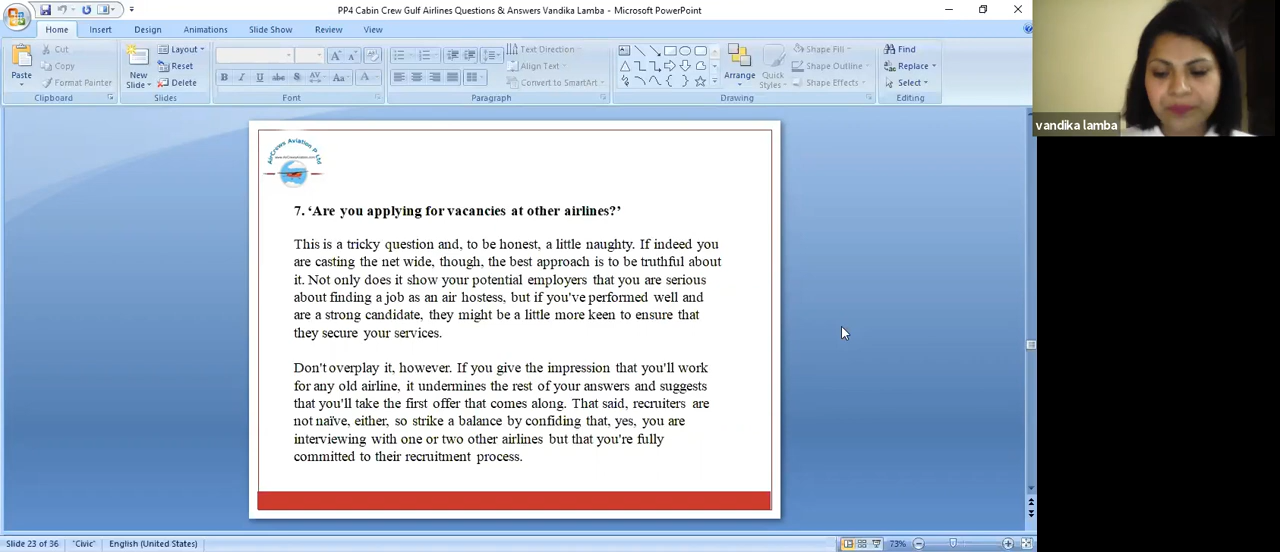 PP4 Cabin Crew Gulf Airlines Questions & Answers Vandika Lamba - Microsoft PowerPoint
Home Insert Design Animations Slide Show Review View
Paste
Cut
Copy
Format Painter
Clipboard
New Slide
Layout
Reset
Delete
Slides
Font
Text Direction
Align Text
Convert to SmartArt
Paragraph
Arrange
Quick Styles
Shape Fill
Shape Outline
Shape Effects
Drawing
Find
Replace
Select
Editing
vandika lamba
AirCrews Aviation P Ltd
www.AirCrewsAviation.com
7. ‘Are you applying for vacancies at other airlines?’
This is a tricky question and, to be honest, a little naughty. If indeed you
are casting the net wide, though, the best approach is to be truthful about
it. Not only does it show your potential employers that you are serious
about finding a job as an air hostess, but if you've performed well and
are a strong candidate, they might be a little more keen to ensure that
they secure your services.
Don't overplay it, however. If you give the impression that you'll work
for any old airline, it undermines the rest of your answers and suggests
that you'll take the first offer that comes along. That said, recruiters are
not naïve, either, so strike a balance by confiding that, yes, you are
interviewing with one or two other airlines but that you're fully
committed to their recruitment process.
Slide 23 of 36 "Civic" English (United States) 73%